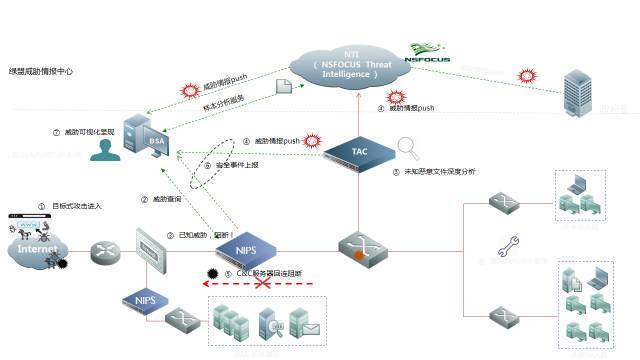 NTI
( NSFOCUS Threat
Intelligence )
NSFOCUS
绿盟威胁情报中心
威胁情报push
样本分析服务
④ 威胁情报push
⑦ 威胁可视化呈现
BSA
④ 威胁情报push
TAC
⑥ 安全事件上报
⑤ 未知恶意文件深度分析
② 威胁查询
① 目标式攻击进入
WWW
③ 已知威胁,阻断!
Internet
NIPS
⑤ C&C服务器回连阻断
NIPS